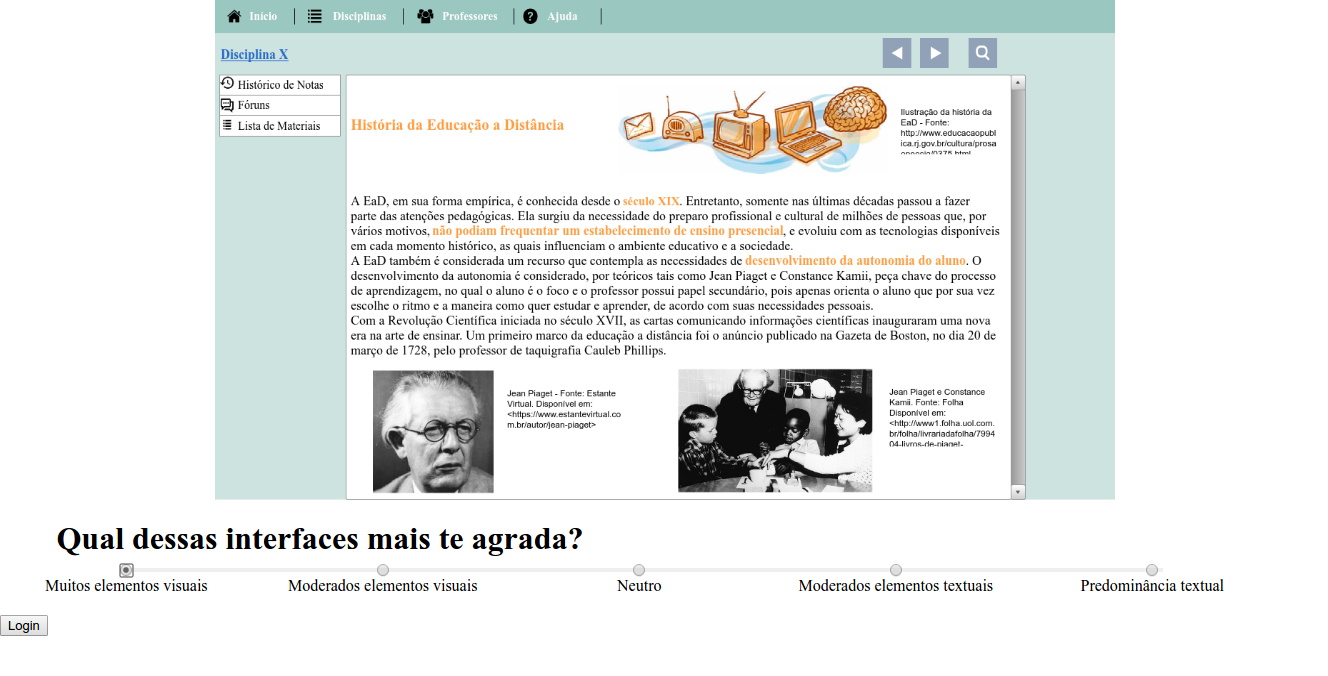 Início Disciplinas Professores Ajuda
Disciplina X
Histórico de Notas
Fóruns
Lista de Materiais
História da Educação a Distância
Ilustração da história da
EaD - Fonte:
http://www.educacaopubl
ica.rj.gov.br/cultura/prosa
A EaD, em sua forma empírica, é conhecida desde o século XIX. Entretanto, somente nas últimas décadas passou a fazer
parte das atenções pedagógicas. Ela surgiu da necessidade do preparo profissional e cultural de milhões de pessoas que, por
vários motivos, não podiam frequentar um estabelecimento de ensino presencial, e evoluiu com as tecnologias disponíveis
em cada momento histórico, as quais influenciam o ambiente educativo e a sociedade.
A EaD também é considerada um recurso que contempla as necessidades de desenvolvimento da autonomia do aluno. O
desenvolvimento da autonomia é considerado, por teóricos tais como Jean Piaget e Constance Kamii, peça chave do processo
de aprendizagem, no qual o aluno é o foco e o professor possui papel secundário, pois apenas orienta o aluno que por sua vez
escolhe o ritmo e a maneira como quer estudar e aprender, de acordo com suas necessidades pessoais.
Com a Revolução Científica iniciada no século XVII, as cartas comunicando informações científicas inauguraram uma nova
era na arte de ensinar. Um primeiro marco da educação a distância foi o anúncio publicado na Gazeta de Boston, no dia 20 de
março de 1728, pelo professor de taquigrafia Cauleb Phillips.
Jean Piaget - Fonte: Estante
Virtual. Disponível em:
<https://www.estantevirtual.co
m.br/autor/jean-piaget>
Jean Piaget e Constance
Kamii. Fonte: Folha
Disponível em:
<http://www1.folha.uol.com.
br/folha/livrariadafolha/7994
04-livros-de-piaget-
Qual dessas interfaces mais te agrada?
Muitos elementos visuais Moderados elementos visuais Neutro Moderados elementos textuais Predominância textual
Login